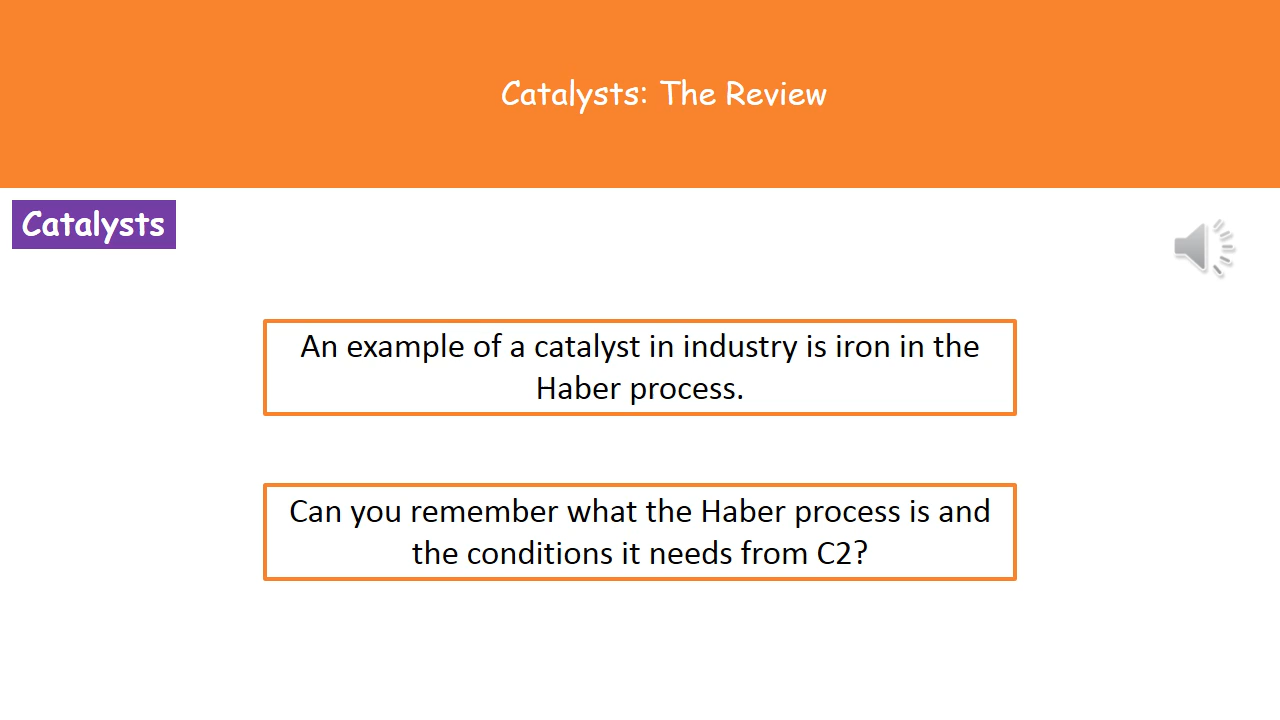 Catalysts: The Review
Catalysts
An example of a catalyst in industry is iron in the
Haber process.
Can you remember what the Haber process is and
the conditions it needs from C2?